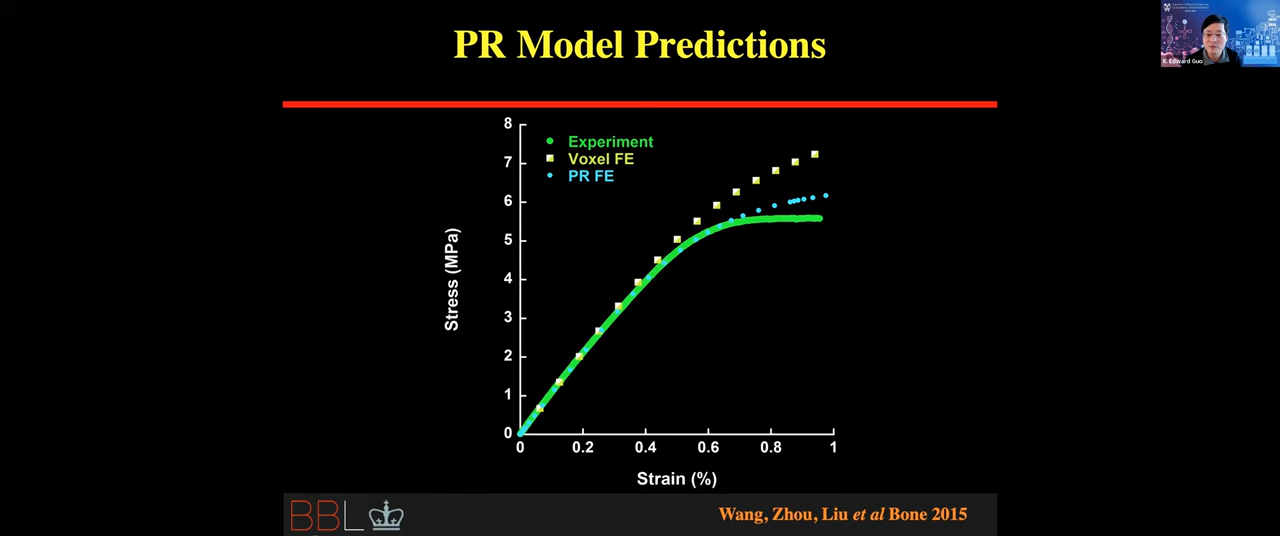 PR Model Predictions
X. Edward Guo
8
7
6
5
4
3
2
1
0
Stress (MPa)
Experiment
Voxel FE
PR FE
0 0.2 0.4 0.6 0.8 1
Strain (%)
BBL
Wang, Zhou, Liu et al Bone 2015